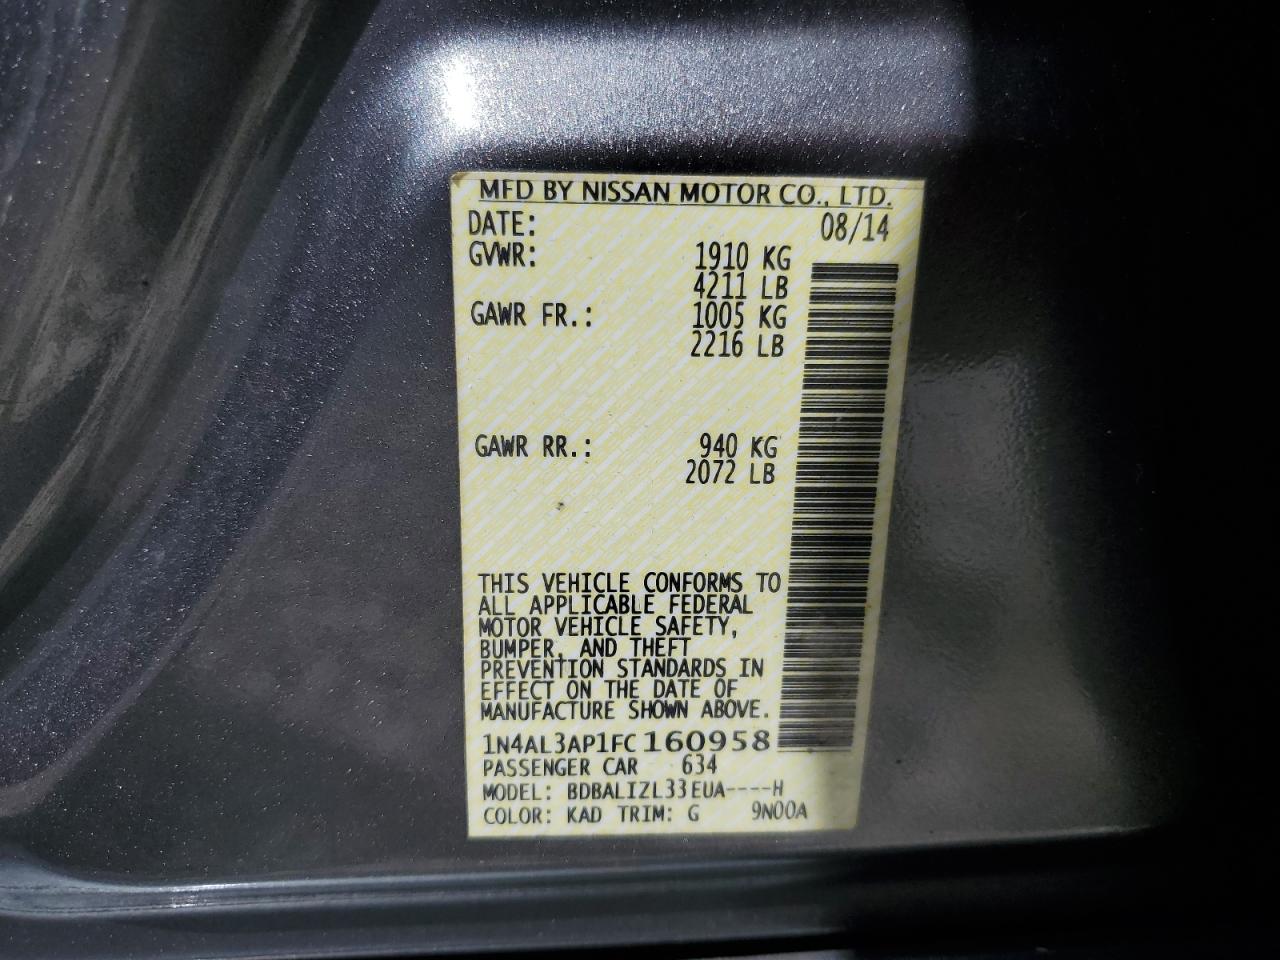 MFD BY NISSAN MOTOR CO., LTD.
DATE: 08/14
GVWR: 1910 KG
4211 LB
GAWR FR.: 1005 KG
2216 LB
GAWR RR.: 940 KG
2072 LB
THIS VEHICLE CONFORMS TO
ALL APPLICABLE FEDERAL
MOTOR VEHICLE SAFETY,
BUMPER, AND THEFT
PREVENTION STANDARDS IN
EFFECT ON THE DATE OF
MANUFACTURE SHOWN ABOVE.
1N4AL3AP1FC160958
PASSENGER CAR 634
MODEL: BDBALIZL33EUA----H
COLOR: KAD TRIM: G 9N00A